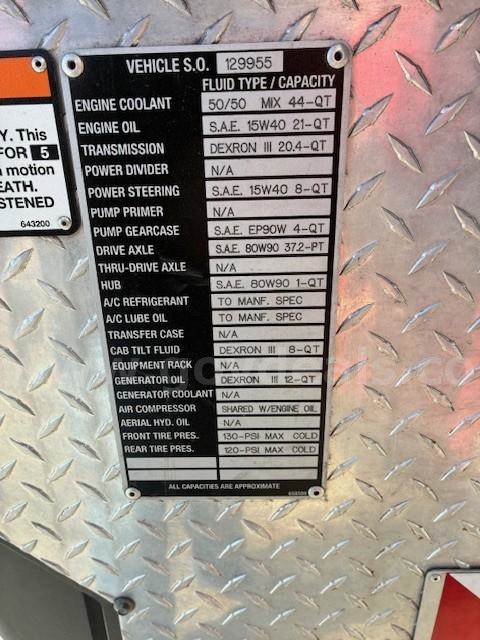 VEHICLE S.O. 129955
FLUID TYPE / CAPACITY
ENGINE COOLANT 50/50 MIX 44-QT
ENGINE OIL S.A.E. 15W40 21-QT
TRANSMISSION DEXRON III 20.4-QT
POWER DIVIDER N/A
POWER STEERING S.A.E. 15W40 8-QT
PUMP PRIMER N/A
PUMP GEARCASE S.A.E. EP90W 4-QT
DRIVE AXLE S.A.E. 80W90 37.2-PT
THRU-DRIVE AXLE N/A
HUB S.A.E. 80W90 1-QT
A/C REFRIGERANT TO MANF. SPEC
A/C LUBE OIL TO MANF. SPEC
TRANSFER CASE N/A
CAB TILT FLUID DEXRON III 8-QT
EQUIPMENT RACK N/A
GENERATOR OIL DEXRON III 12-QT
GENERATOR COOLANT N/A
AIR COMPRESSOR SHARED W/ENGINE OIL
AERIAL HYD. OIL N/A
FRONT TIRE PRES. 130-PSI MAX COLD
REAR TIRE PRES. 120-PSI MAX COLD
ALL CAPACITIES ARE APPROXIMATE
Y. This
FOR 5
motion
EATH.
STENED
643200